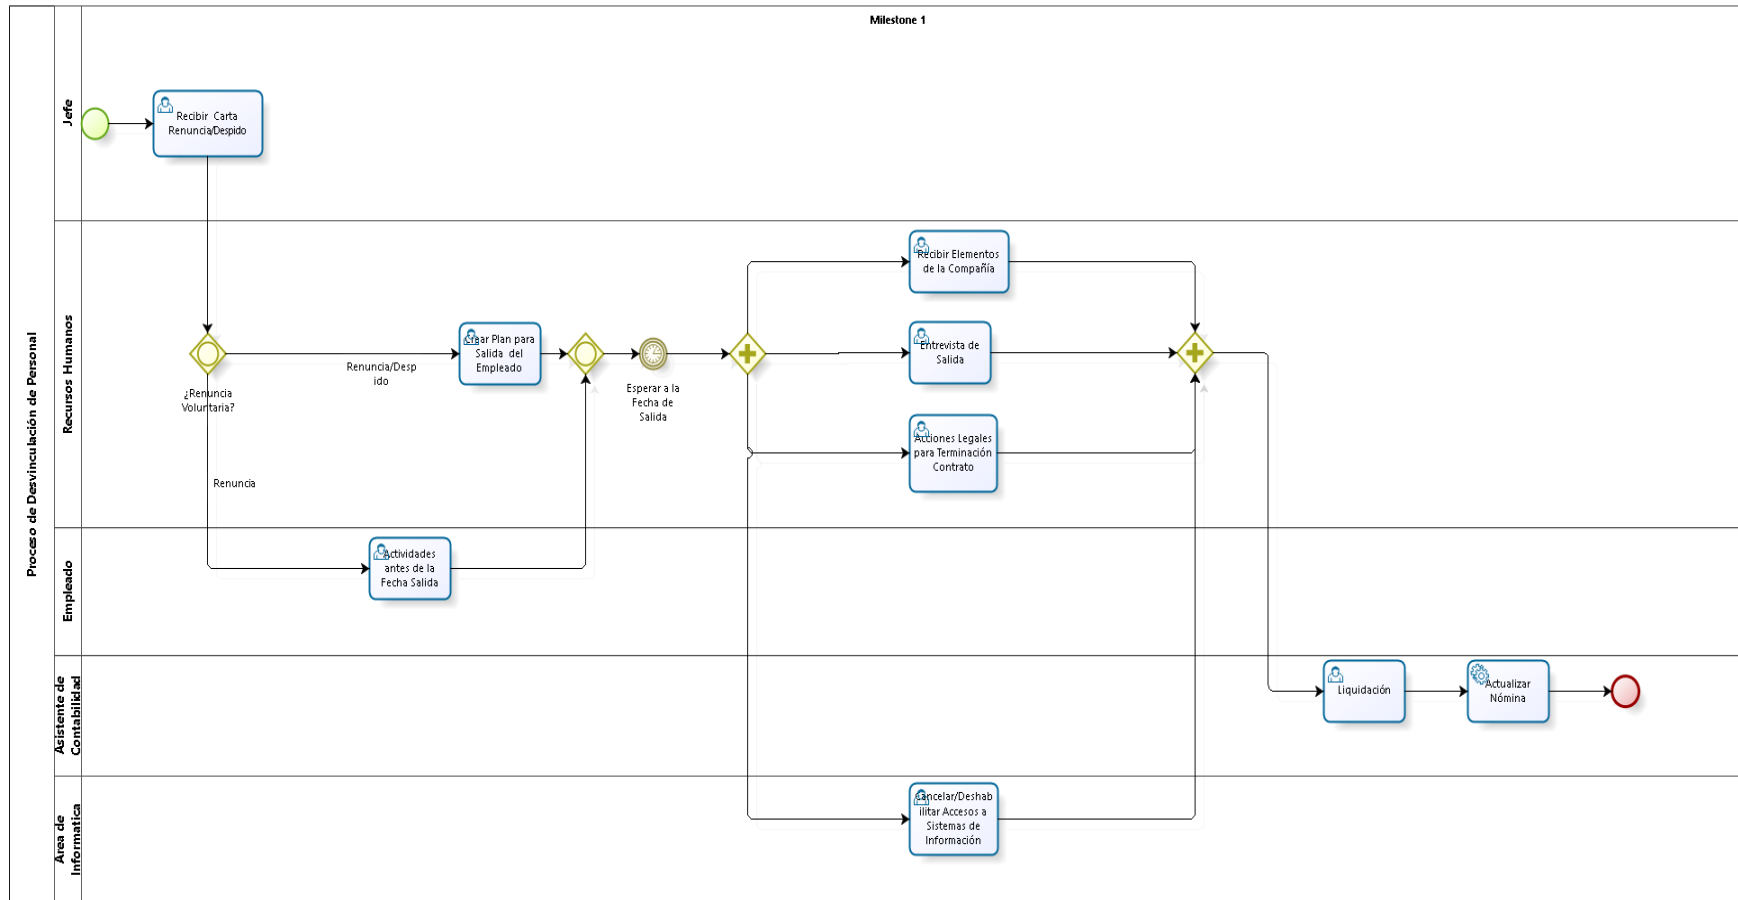 Milestone 1
Proceso de Desvinculación de Personal
Jefe
Recibir Carta
Renuncia/Despido
Recursos Humanos
¿Renuncia
Voluntaria?
Renuncia/Desp
ido
Crear Plan para
Salida del
Empleado
Esperar a la
Fecha de
Salida
Recibir Elementos
de la Compañía
Entrevista de
Salida
Acciones Legales
para Terminación
Contrato
Renuncia
Empleado
Actividades
antes de la
Fecha Salida
Asistente de
Contabilidad
Liquidación
Actualizar
Nómina
Area de
Informatica
Cancelar/Deshab
ilitar Accesos a
Sistemas de
Información